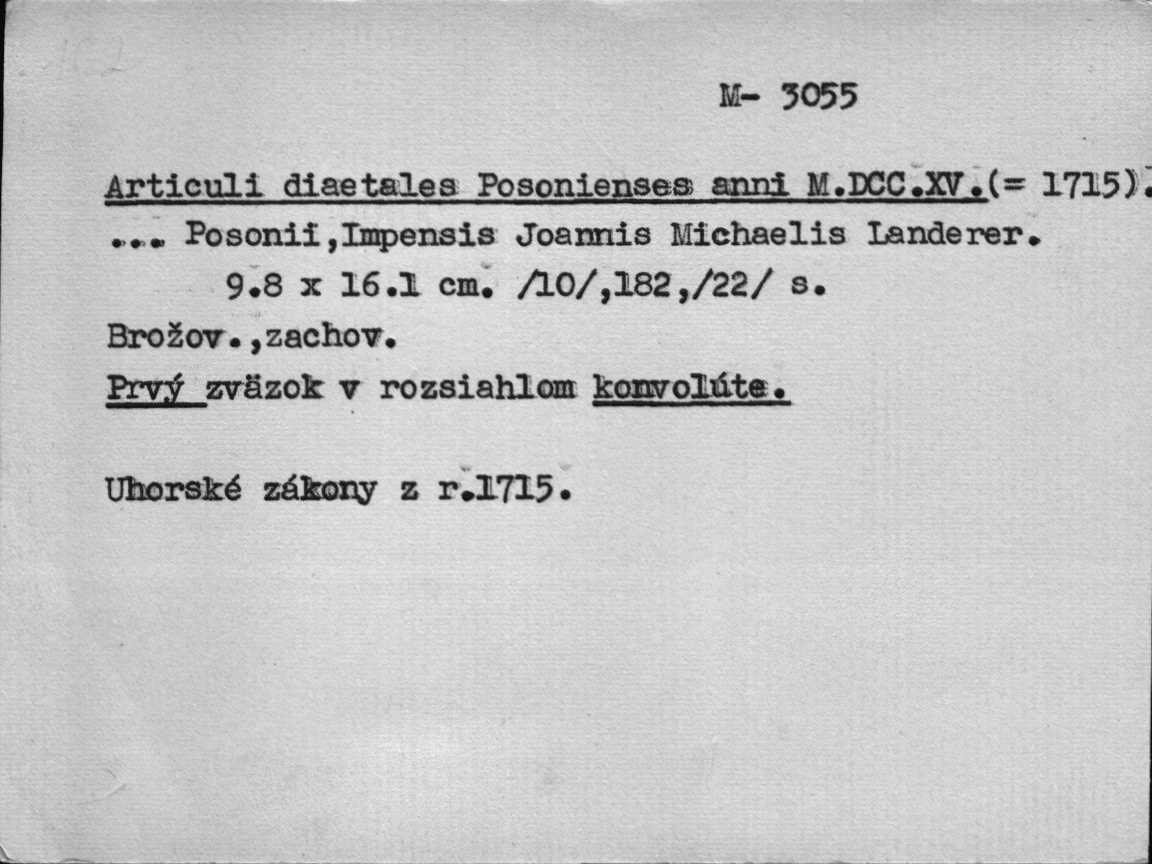 M- 3055
Articuli diaetales Posonienses anni M.DCC.XV.(= 1715).
... Posonii,Impensis Joannis Michaelis Landerer.
9.8 x 16.1 cm. /10/,182,/22/ s.
Brožov.,zachov.
Prvý zväzok v rozsiahlom konvolúte.
Uhorské zákony z r.1715.